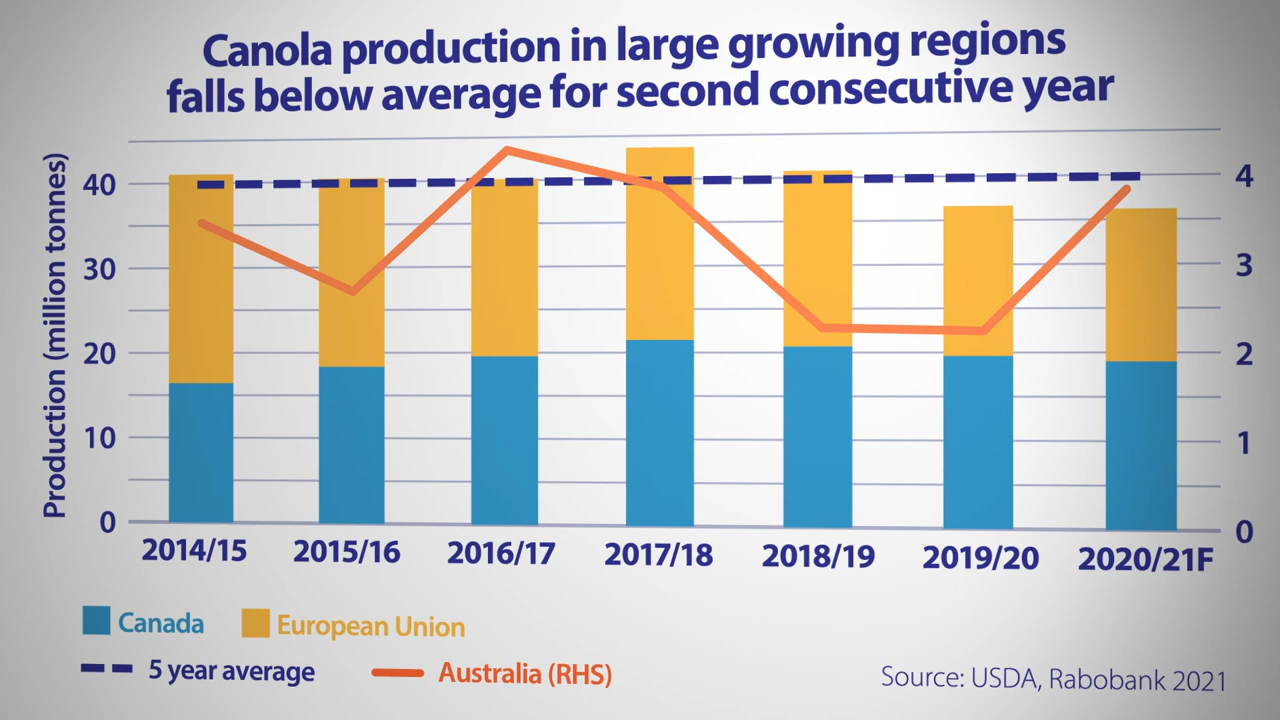 Canola production in large growing regions
falls below average for second consecutive year
Production (million tonnes)
40
30
20
10
0
4
3
2
1
0
2014/15 2015/16 2016/17 2017/18 2018/19 2019/20 2020/21F
Canada European Union
5 year average Australia (RHS)
Source: USDA, Rabobank 2021